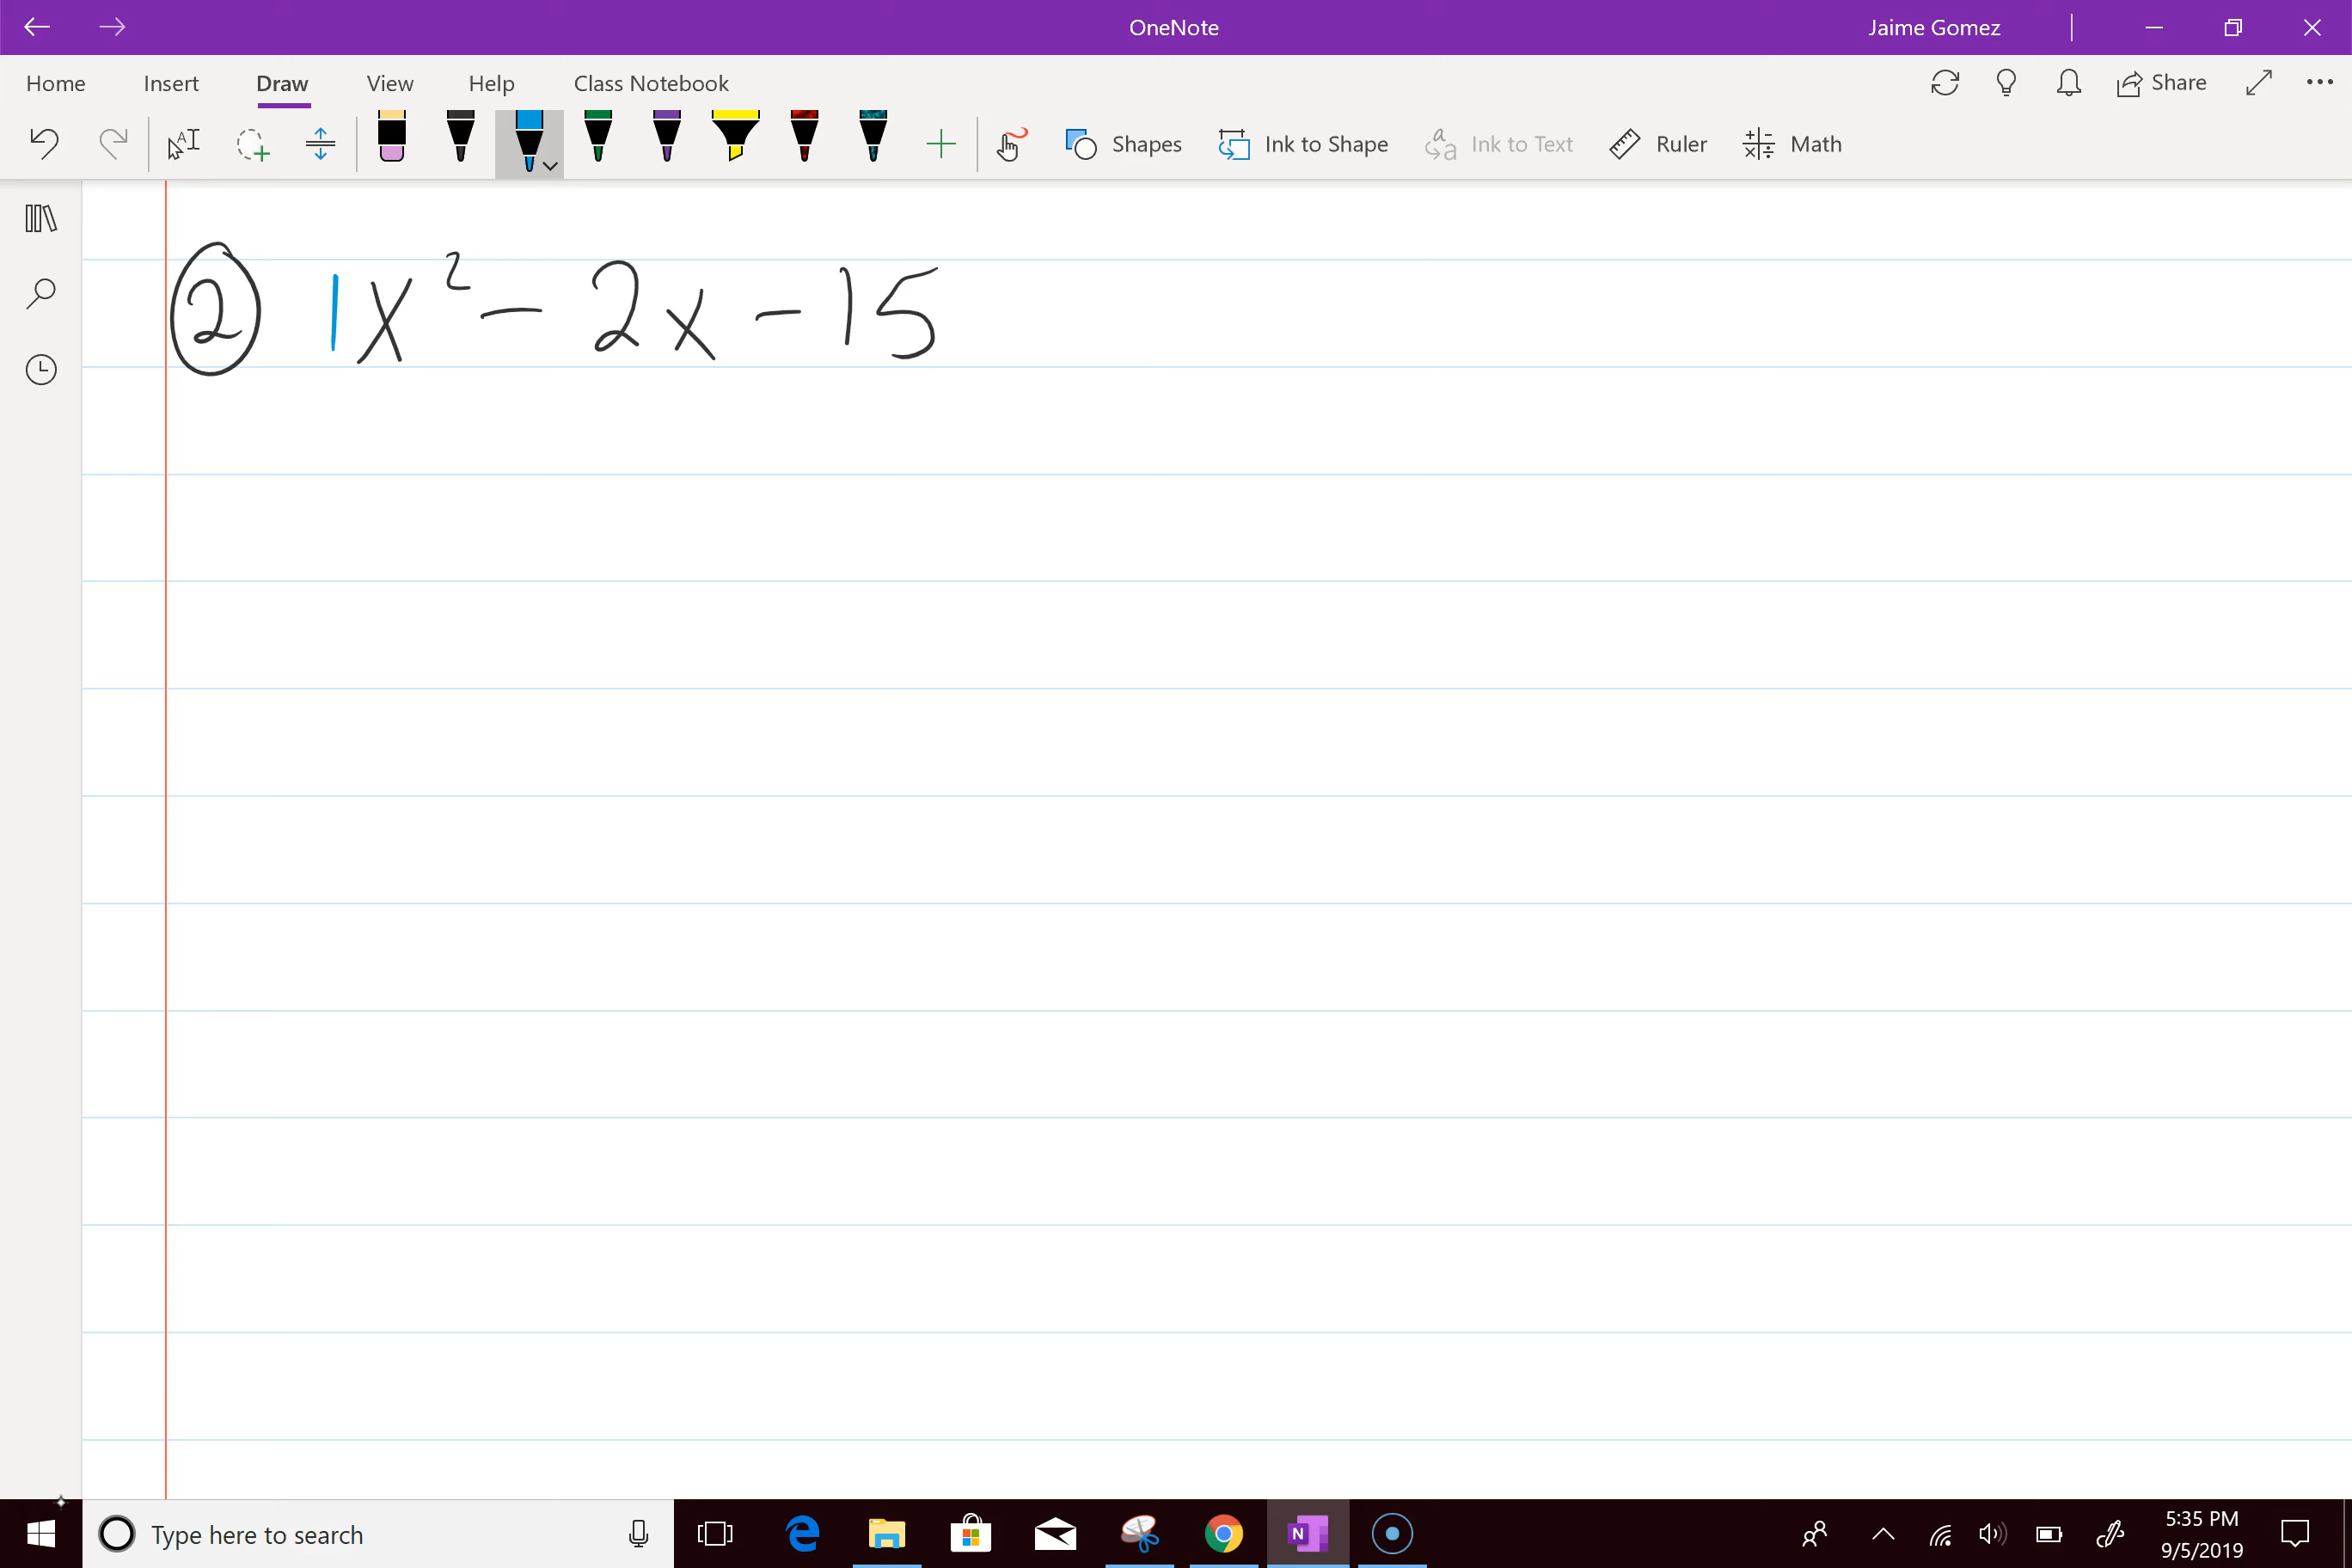 OneNote
Jaime Gomez
Home Insert Draw View Help Class Notebook
Share
Shapes Ink to Shape Ink to Text Ruler Math
② 1x² − 2x − 15
Type here to search
5:35 PM
9/5/2019